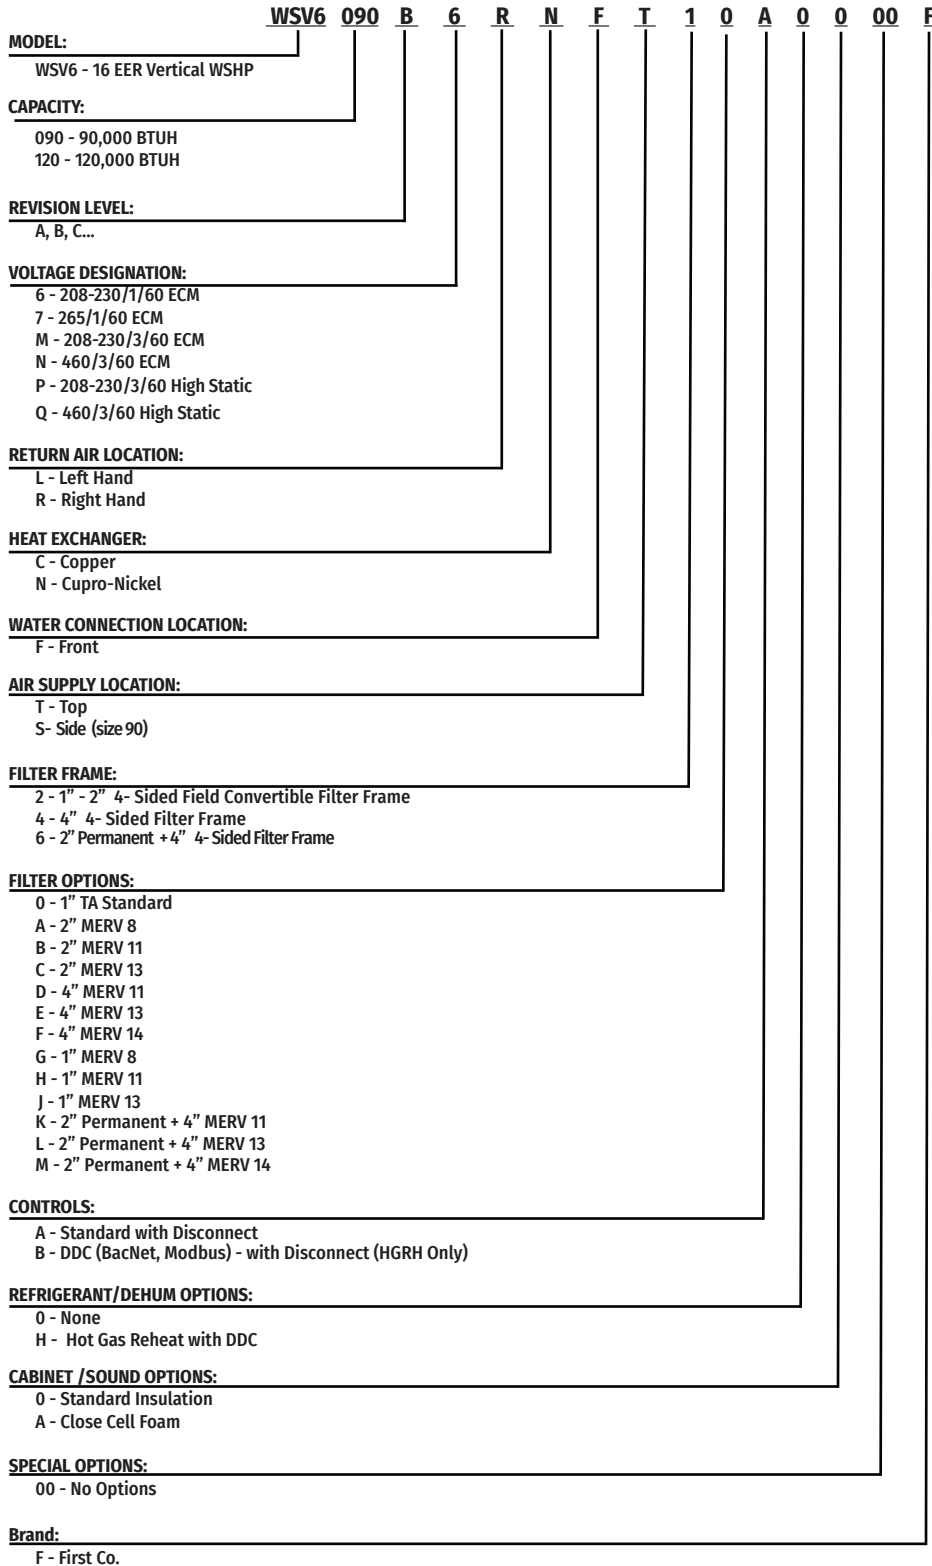 WSV6 090 B 6 R N F T 1 0 A 0 0 00 F
MODEL:
WSV6 - 16 EER Vertical WSHP
CAPACITY:
090 - 90,000 BTUH
120 - 120,000 BTUH
REVISION LEVEL:
A, B, C...
VOLTAGE DESIGNATION:
6 - 208-230/1/60 ECM
7 - 265/1/60 ECM
M - 208-230/3/60 ECM
N - 460/3/60 ECM
P - 208-230/3/60 High Static
Q - 460/3/60 High Static
RETURN AIR LOCATION:
L - Left Hand
R - Right Hand
HEAT EXCHANGER:
C - Copper
N - Cupro-Nickel
WATER CONNECTION LOCATION:
F - Front
AIR SUPPLY LOCATION:
T - Top
S- Side (size 90)
FILTER FRAME:
2 - 1” - 2” 4- Sided Field Convertible Filter Frame
4 - 4” 4- Sided Filter Frame
6 - 2” Permanent + 4” 4- Sided Filter Frame
FILTER OPTIONS:
0 - 1” TA Standard
A - 2” MERV 8
B - 2” MERV 11
C - 2” MERV 13
D - 4” MERV 11
E - 4” MERV 13
F - 4” MERV 14
G - 1” MERV 8
H - 1” MERV 11
J - 1” MERV 13
K - 2” Permanent + 4” MERV 11
L - 2” Permanent + 4” MERV 13
M - 2” Permanent + 4” MERV 14
CONTROLS:
A - Standard with Disconnect
B - DDC (BacNet, Modbus) - with Disconnect (HGRH Only)
REFRIGERANT/DEHUM OPTIONS:
0 - None
H - Hot Gas Reheat with DDC
CABINET /SOUND OPTIONS:
0 - Standard Insulation
A - Close Cell Foam
SPECIAL OPTIONS:
00 - No Options
Brand:
F - First Co.